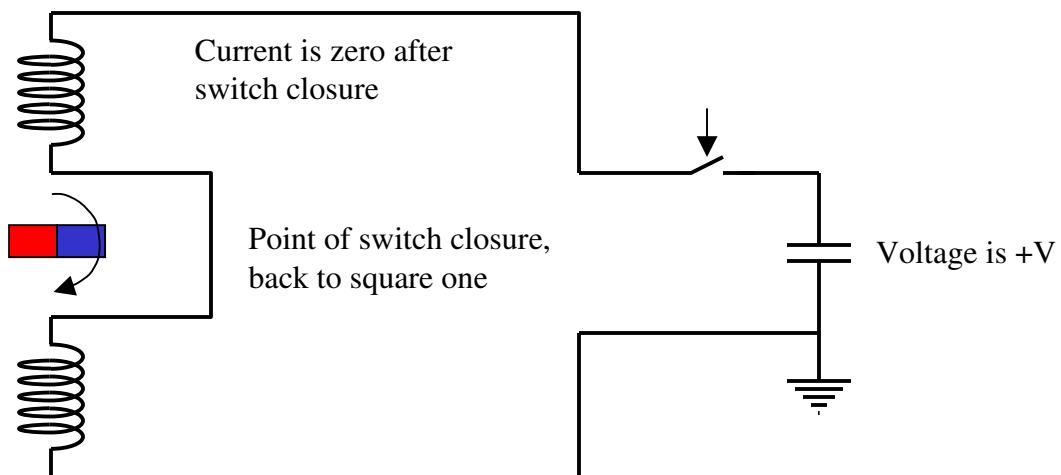 Current is zero after
switch closure
Point of switch closure,
back to square one
Voltage is +V